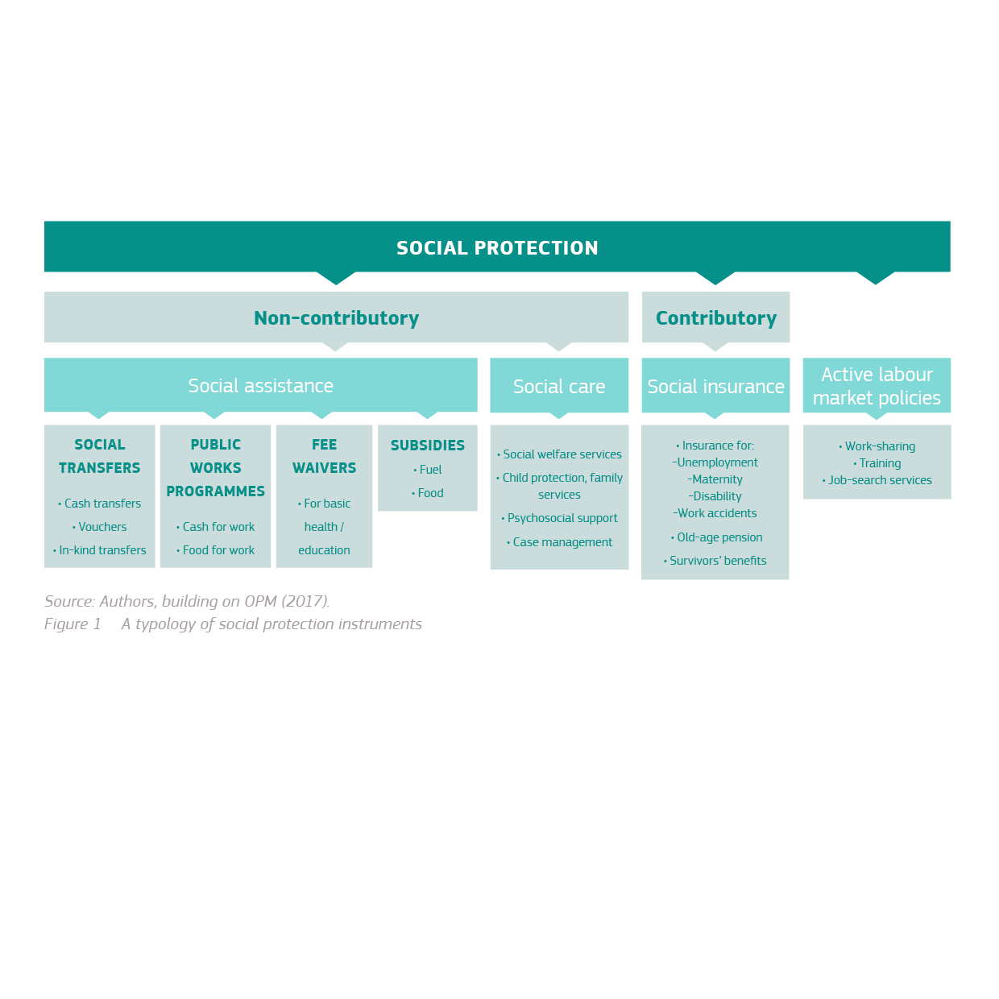 SOCIAL PROTECTION
Non-contributory
Contributory
Social assistance
Social care
Social insurance
Active labour
market policies
SOCIAL
TRANSFERS
• Cash transfers
• Vouchers
• In-kind transfers
PUBLIC
WORKS
PROGRAMMES
• Cash for work
• Food for work
FEE
WAIVERS
• For basic
health /
education
SUBSIDIES
• Fuel
• Food
• Social welfare services
• Child protection, family
services
• Psychosocial support
• Case management
• Insurance for:
-Unemployment
-Maternity
-Disability
-Work accidents
• Old-age pension
• Survivors’ benefits
• Work-sharing
• Training
• Job-search services
Source: Authors, building on OPM (2017).
Figure 1 A typology of social protection instruments